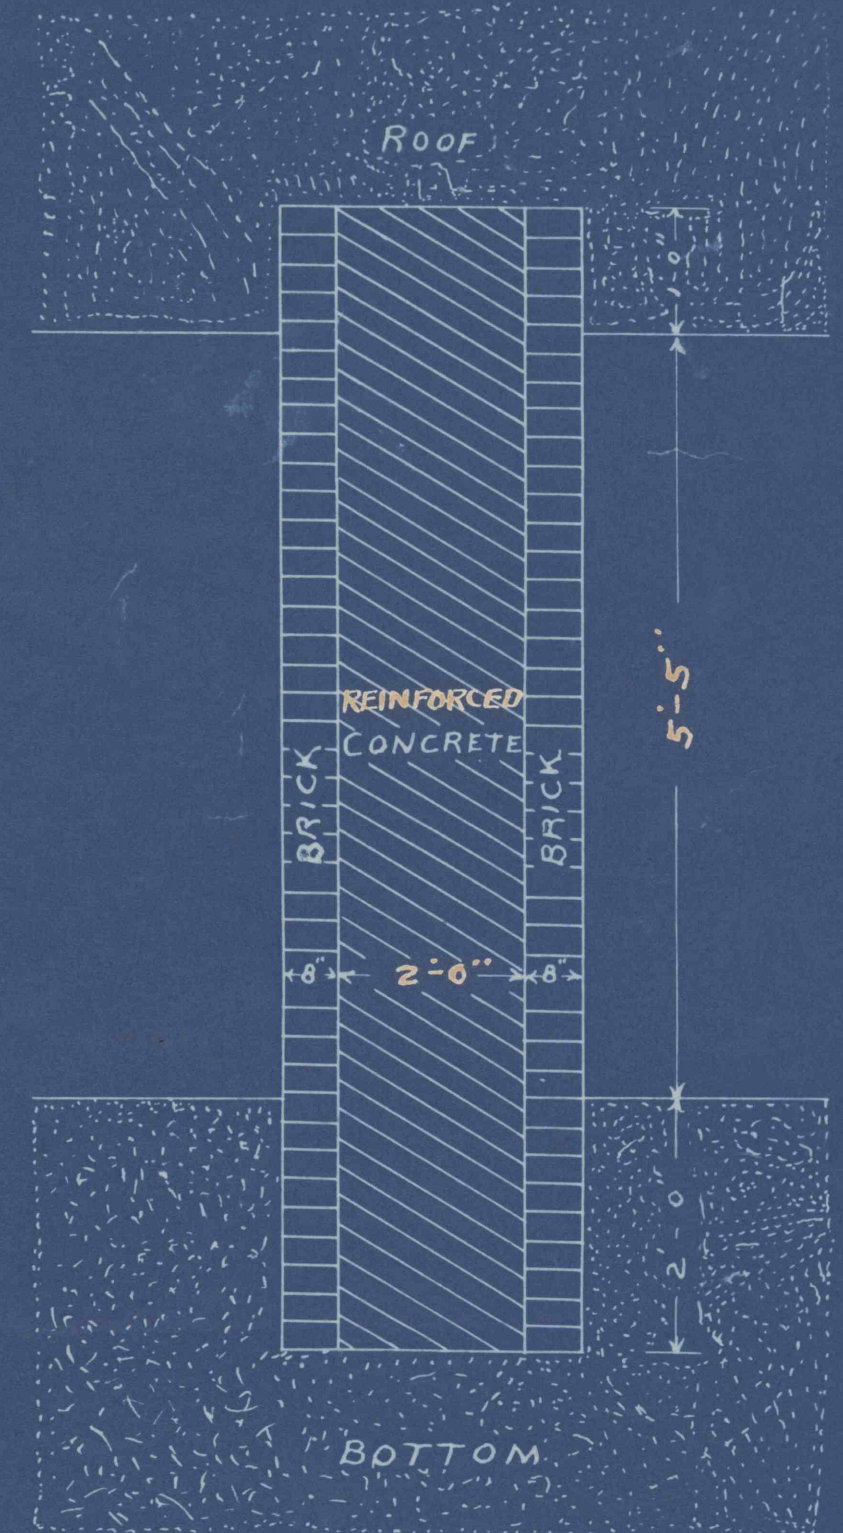 ROOF
1'-0"
5'-5"
REINFORCED
CONCRETE
BRICK
BRICK
8"
2'-0"
8"
2'-0"
BOTTOM